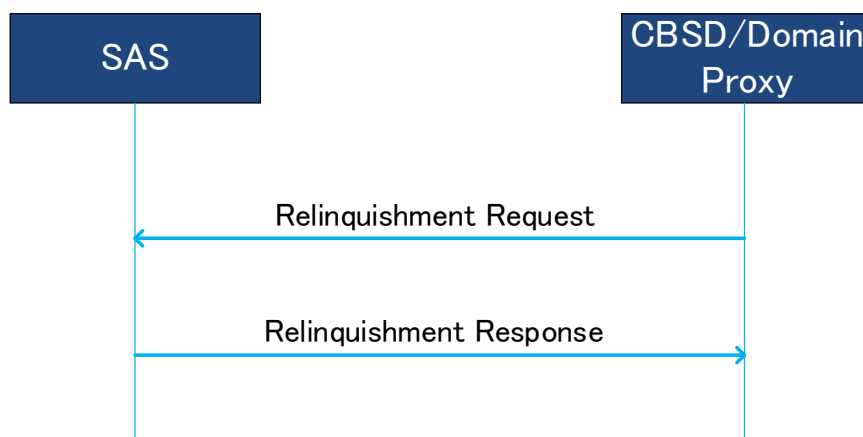 SAS
CBSD/Domain
Proxy
Relinquishment Request
Relinquishment Response